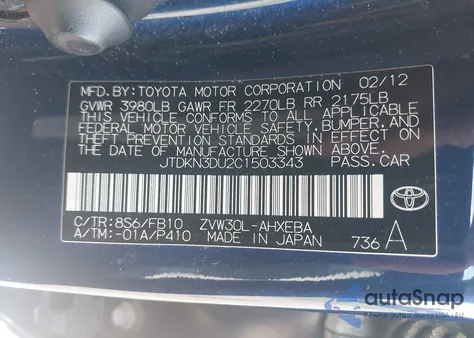 MFD. BY: TOYOTA MOTOR CORPORATION 02/12
GVWR 3980LB GAWR FR 2270LB RR 2175LB
THIS VEHICLE CONFORMS TO ALL APPLICABLE
FEDERAL MOTOR VEHICLE SAFETY, BUMPER, AND
THEFT PREVENTION STANDARDS IN EFFECT ON
THE DATE OF MANUFACTURE SHOWN ABOVE.
JTDKN3DU2C1503343 PASS.CAR
C/TR: 8S6/FB10 ZVW30L-AHXEBA
A/TM: -01A/P410 MADE IN JAPAN 736 A
autoSnap